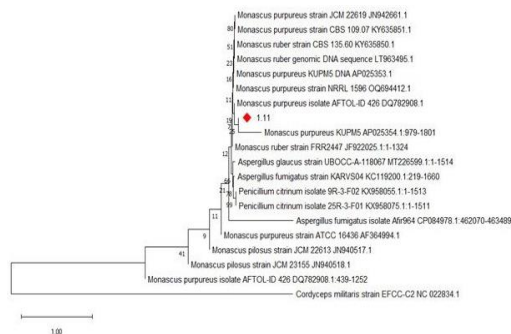 Monascus purpureus strain JCM 22619 JN942661.1
80
Monascus purpureus strain CBS 109.07 KY635851.1
51
Monascus ruber strain CBS 135.60 KY635850.1
23
Monascus ruber genomic DNA sequence LT963495.1
16
Monascus purpureus KUPM5 DNA AP025353.1
Monascus purpureus strain NRRL 1596 OQ694412.1
11
Monascus purpureus isolate AFTOL-ID 426 DQ782908.1
19
1.11
Monascus purpureus KUPM5 AP025354.1:979-1801
Monascus ruber strain FRR2447 JF922025.1:1-1324
12
Aspergillus glaucus strain UBOCC-A-118067 MT226599.1:1-1514
Aspergillus fumigatus strain KARVS04 KC119200.1:219-1660
21
Penicillium citrinum isolate 9R-3-F02 KX958055.1:1-1513
Penicillium citrinum isolate 25R-3-F01 KX958075.1:1-1511
11
Aspergillus fumigatus isolate Afir964 CP084978.1:462070-463489
Monascus purpureus strain ATCC 16436 AF364994.1
9
Monascus pilosus strain JCM 22613 JN940517.1
41
Monascus pilosus strain JCM 23155 JN940518.1
Monascus purpureus isolate AFTOL-ID 426 DQ782908.1:439-1252
Cordyceps militaris strain EFCC-C2 NC 022834.1
1.00